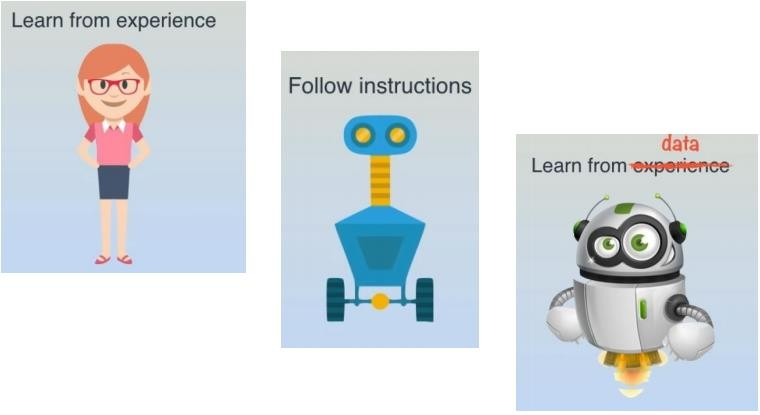 Learn from experience
Follow instructions
data
Learn from experience